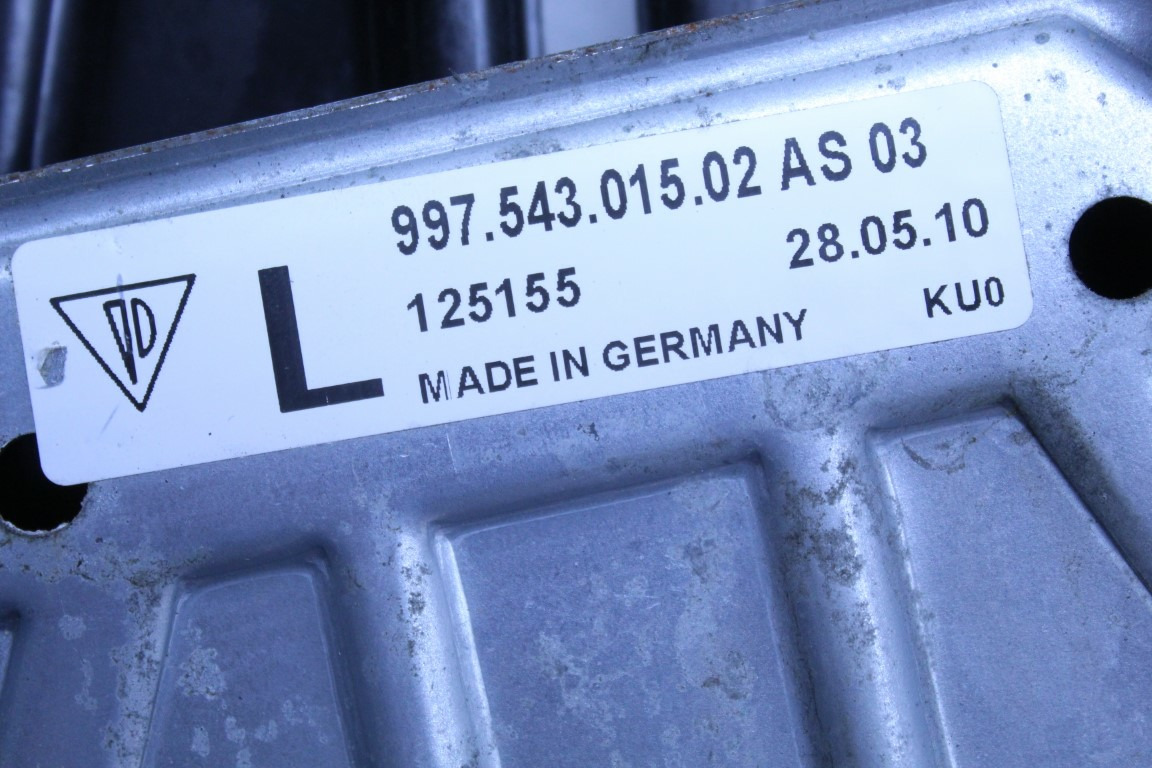 997.543.015.02 AS 03
125155 28.05.10
L
MADE IN GERMANY KU0